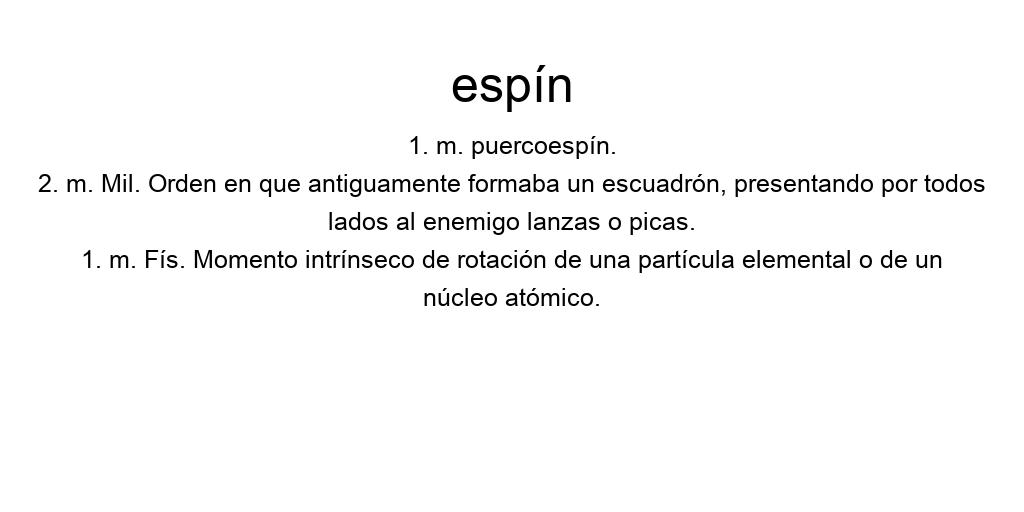 espín
1. m. puercoespín.
2. m. Mil. Orden en que antiguamente formaba un escuadrón, presentando por todos
lados al enemigo lanzas o picas.
1. m. Fís. Momento intrínseco de rotación de una partícula elemental o de un
núcleo atómico.